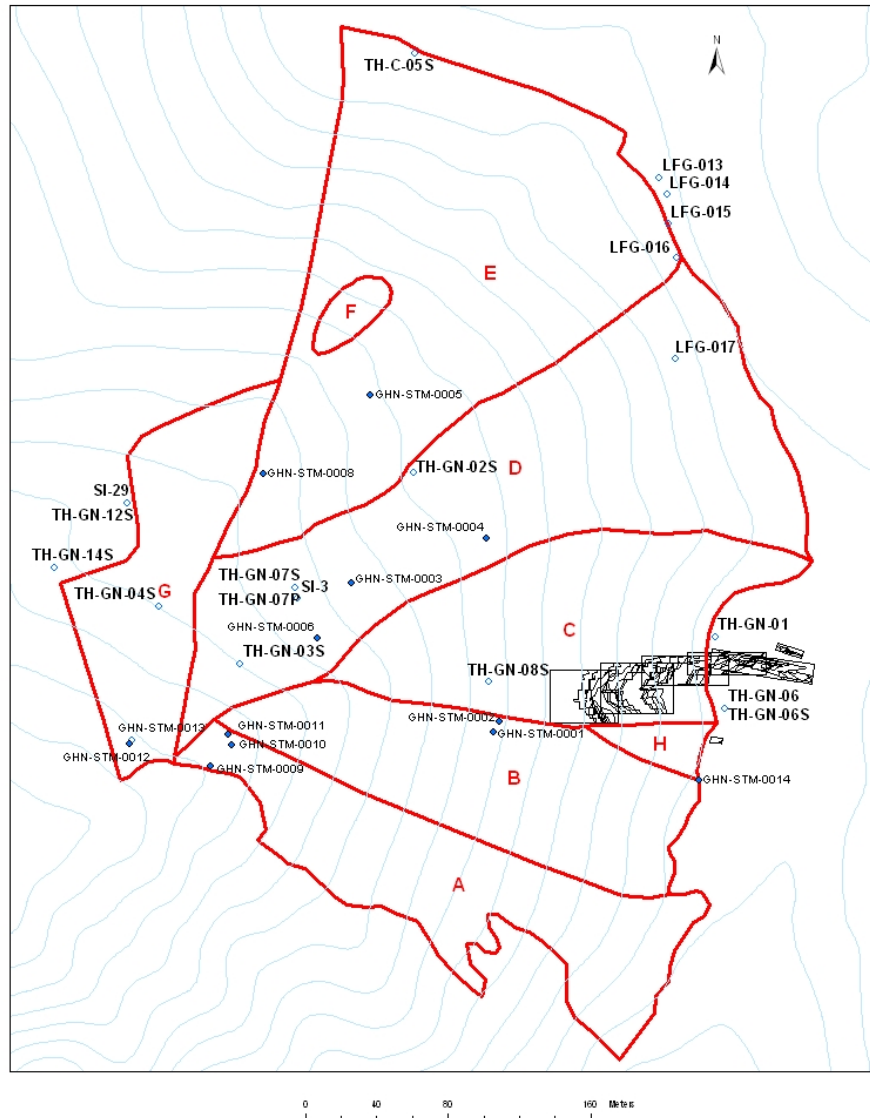 N
TH-C-05S
LFG-013
LFG-014
LFG-015
LFG-016
E
F
LFG-017
GHN-STM-0005
TH-GN-02S
D
GHN-STM-0008
SI-29
TH-GN-12S
GHN-STM-0004
TH-GN-14S
TH-GN-07S
SI-3
GHN-STM-0003
TH-GN-04S
G
TH-GN-07P
GHN-STM-0006
C
TH-GN-01
TH-GN-03S
TH-GN-08S
TH-GN-06
TH-GN-06S
GHN-STM-0002
GHN-STM-0013
GHN-STM-0011
GHN-STM-0001
GHN-STM-0010
H
GHN-STM-0012
GHN-STM-0009
B
GHN-STM-0014
A
0 40 80 160 Meters